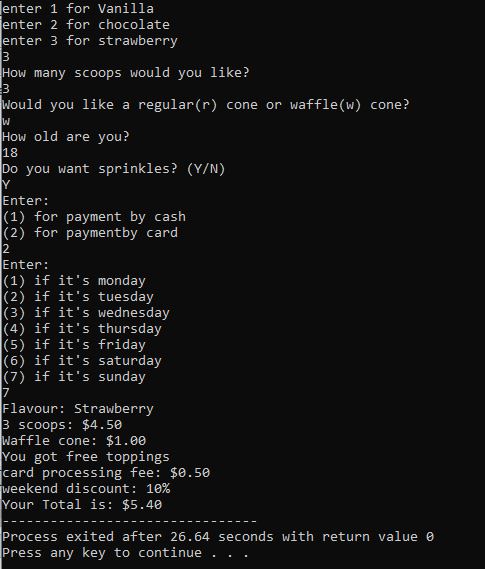 enter 1 for Vanilla
enter 2 for chocolate
enter 3 for strawberry
3
How many scoops would you like?
3
Would you like a regular(r) cone or waffle(w) cone?
w
How old are you?
18
Do you want sprinkles? (Y/N)
Y
Enter:
(1) for payment by cash
(2) for paymentby card
2
Enter:
(1) if it's monday
(2) if it's tuesday
(3) if it's wednesday
(4) if it's thursday
(5) if it's friday
(6) if it's saturday
(7) if it's sunday
7
Flavour: Strawberry
3 scoops: $4.50
Waffle cone: $1.00
You got free toppings
card processing fee: $0.50
weekend discount: 10%
Your Total is: $5.40
--------------------------------
Process exited after 26.64 seconds with return value 0
Press any key to continue . . .